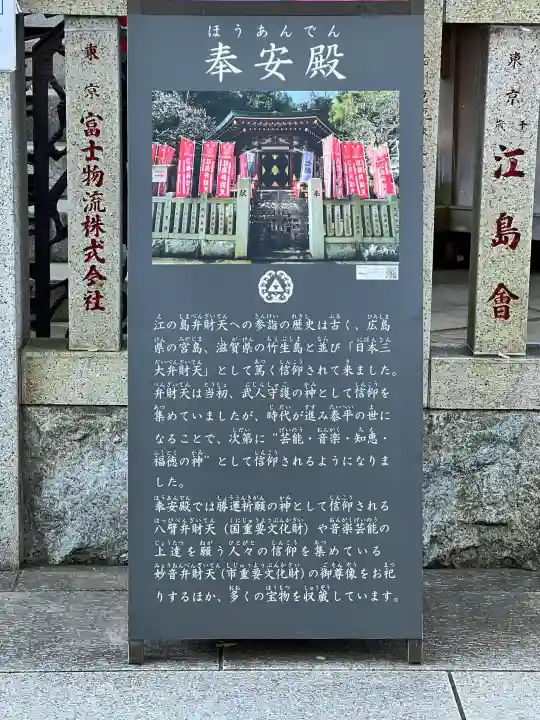 ほうあんでん
奉安殿
江の島弁財天への参詣の歴史は古く、広島
県の宮島、滋賀県の竹生島と並び「日本三
大弁財天」として篤く信仰されて来ました。
弁財天は当初、武人守護の神として信仰を
集めていましたが、時代が進み泰平の世に
なることで、次第に“芸能・音楽・知恵・
福徳の神”として信仰されるようになりま
した。
奉安殿では勝運祈願の神として信仰される
八臂弁財天（国重要文化財）や音楽芸能の
上達を願う人々の信仰を集めている
妙音弁財天(市重要文化財)の御尊像をお祀
りするほか、多くの宝物を収蔵しています。
東京
富士物流株式会社
東京
江島會